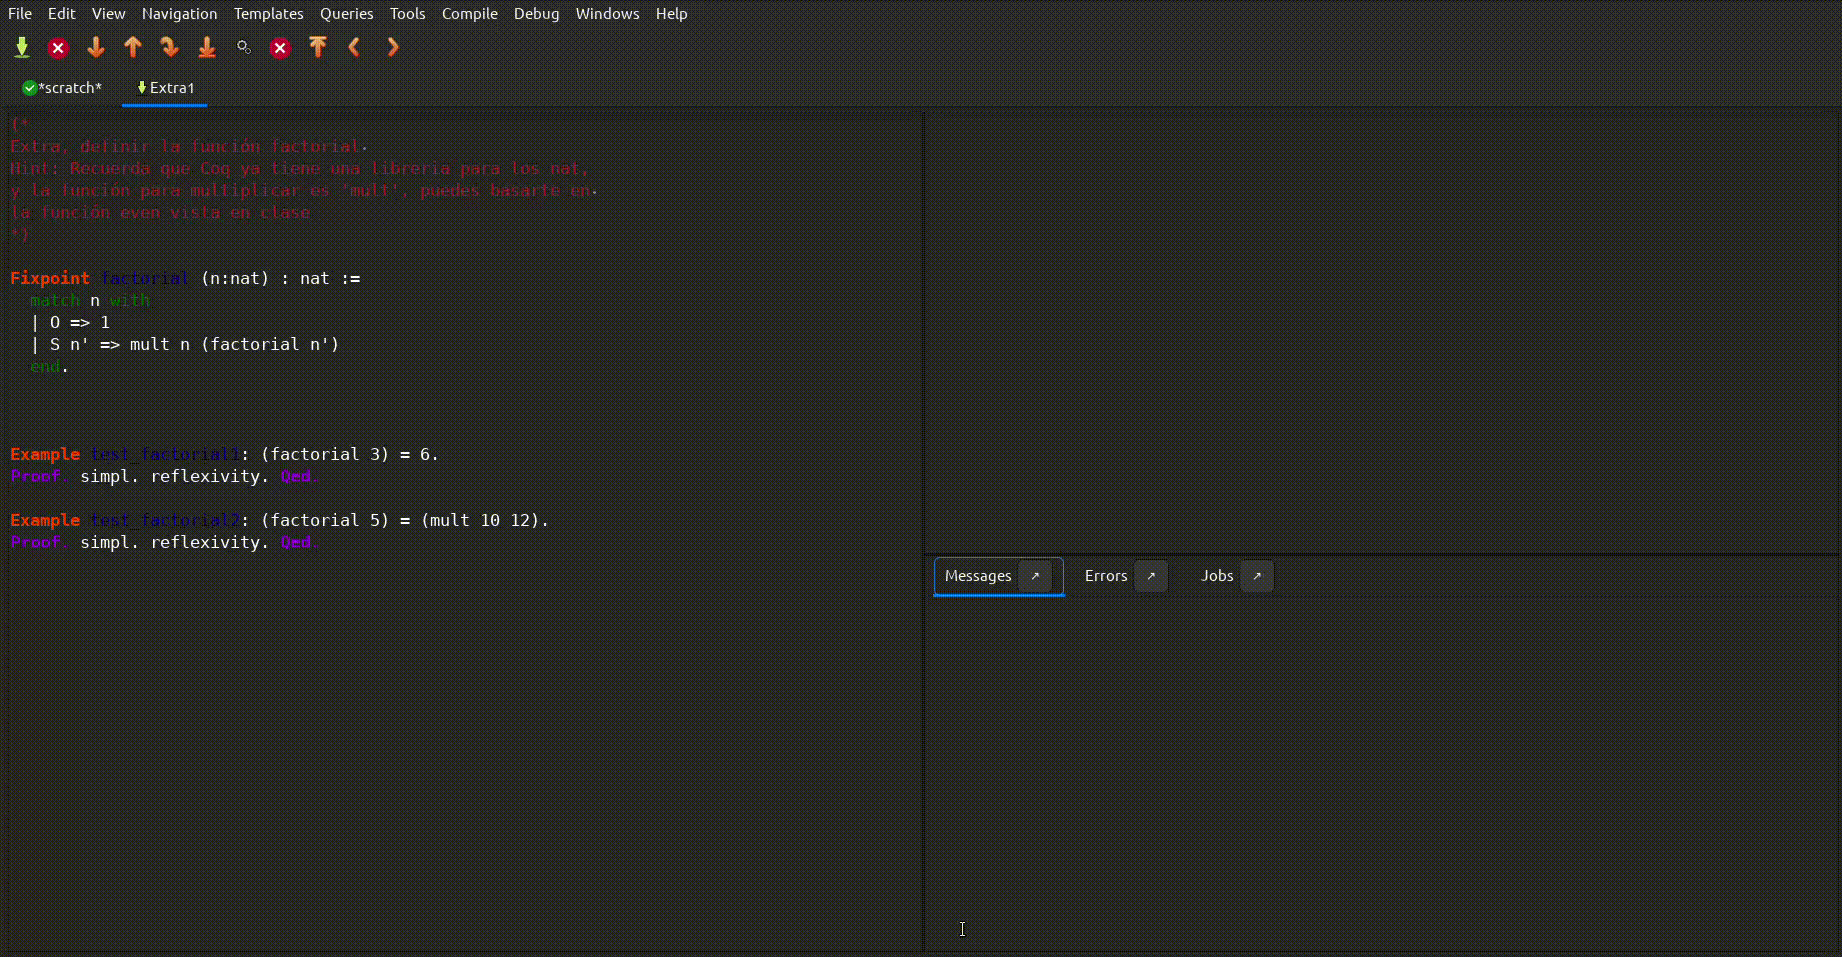 File Edit View Navigation Templates Queries Tools Compile Debug Windows Help
*scratch* Extra1
(*
Extra, definir la función factorial.
Hint: Recuerda que Coq ya tiene una libreria para los nat,
y la función para multiplicar es 'mult', puedes basarte en.
la función even vista en clase
*)
Fixpoint factorial (n:nat) : nat :=
match n with
| O => 1
| S n' => mult n (factorial n')
end.
Example test_factorial1: (factorial 3) = 6.
Proof. simpl. reflexivity. Qed.
Example test_factorial2: (factorial 5) = (mult 10 12).
Proof. simpl. reflexivity. Qed.
Messages ↗ Errors ↗ Jobs ↗